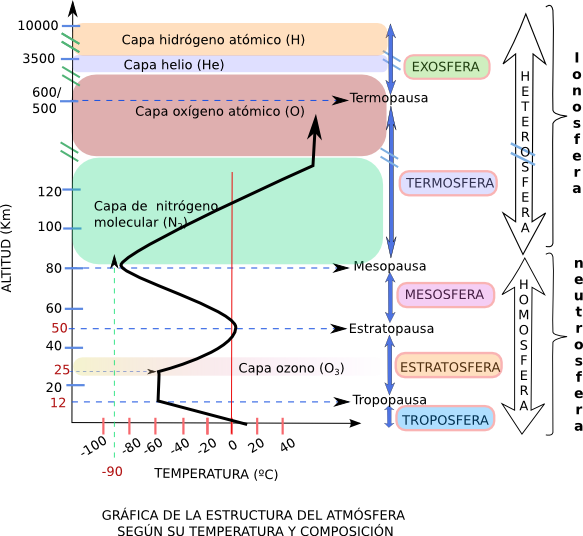 10000
Capa hidrógeno atómico (H)
3500
Capa helio (He)
EXOSFERA
600/
500
Termopausa
Capa oxígeno atómico (O)
HETEROSFERA
Ionosfera
120
TERMOSFERA
Capa de nitrógeno
molecular (N₂)
100
ALTITUD (Km)
80
Mesopausa
MESOSFERA
60
50
Estratopausa
40
HOMOSFERA
neutrosfera
25
Capa ozono (O₃)
ESTRATOSFERA
20
12
Tropopausa
TROPOSFERA
-100 -80 -60 -40 -20 0 20 40
-90
TEMPERATURA (ºC)
GRÁFICA DE LA ESTRUCTURA DEL ATMÓSFERA
SEGÚN SU TEMPERATURA Y COMPOSICIÓN